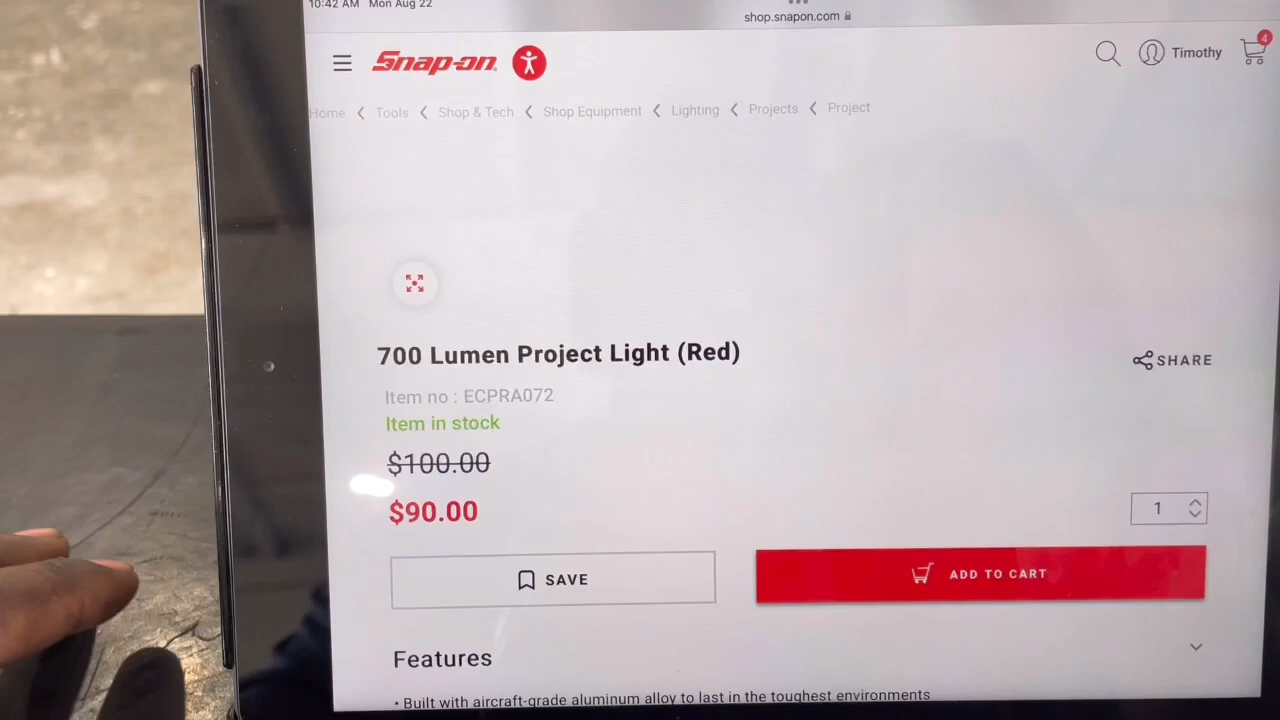 10:42 AM Mon Aug 22
shop.snapon.com
Snap-on
Timothy
4
Home Tools Shop & Tech Shop Equipment Lighting Projects Project
700 Lumen Project Light (Red)
SHARE
Item no : ECPRA072
Item in stock
$100.00
$90.00
1
SAVE
ADD TO CART
Features
• Built with aircraft-grade aluminum alloy to last in the toughest environments